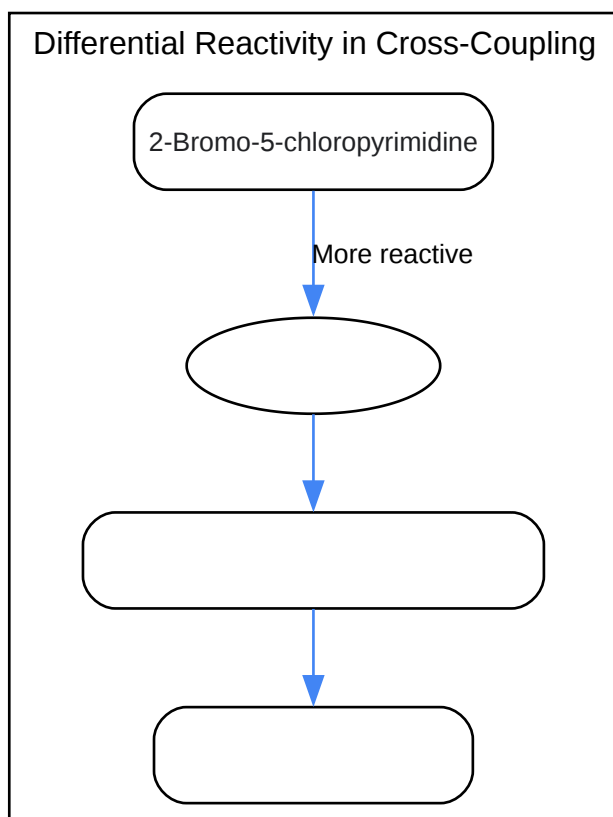 Differential Reactivity in Cross-Coupling
2-Bromo-5-chloropyrimidine
More reactive